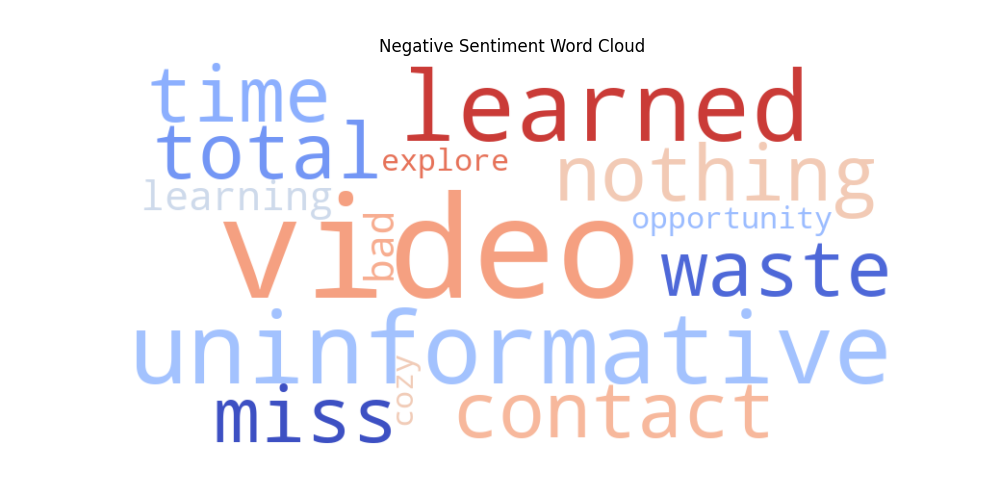 Negative Sentiment Word Cloud
time
learned
total
explore
nothing
learning
opportunity
video
bad
waste
uninformative
cozy
miss
contact